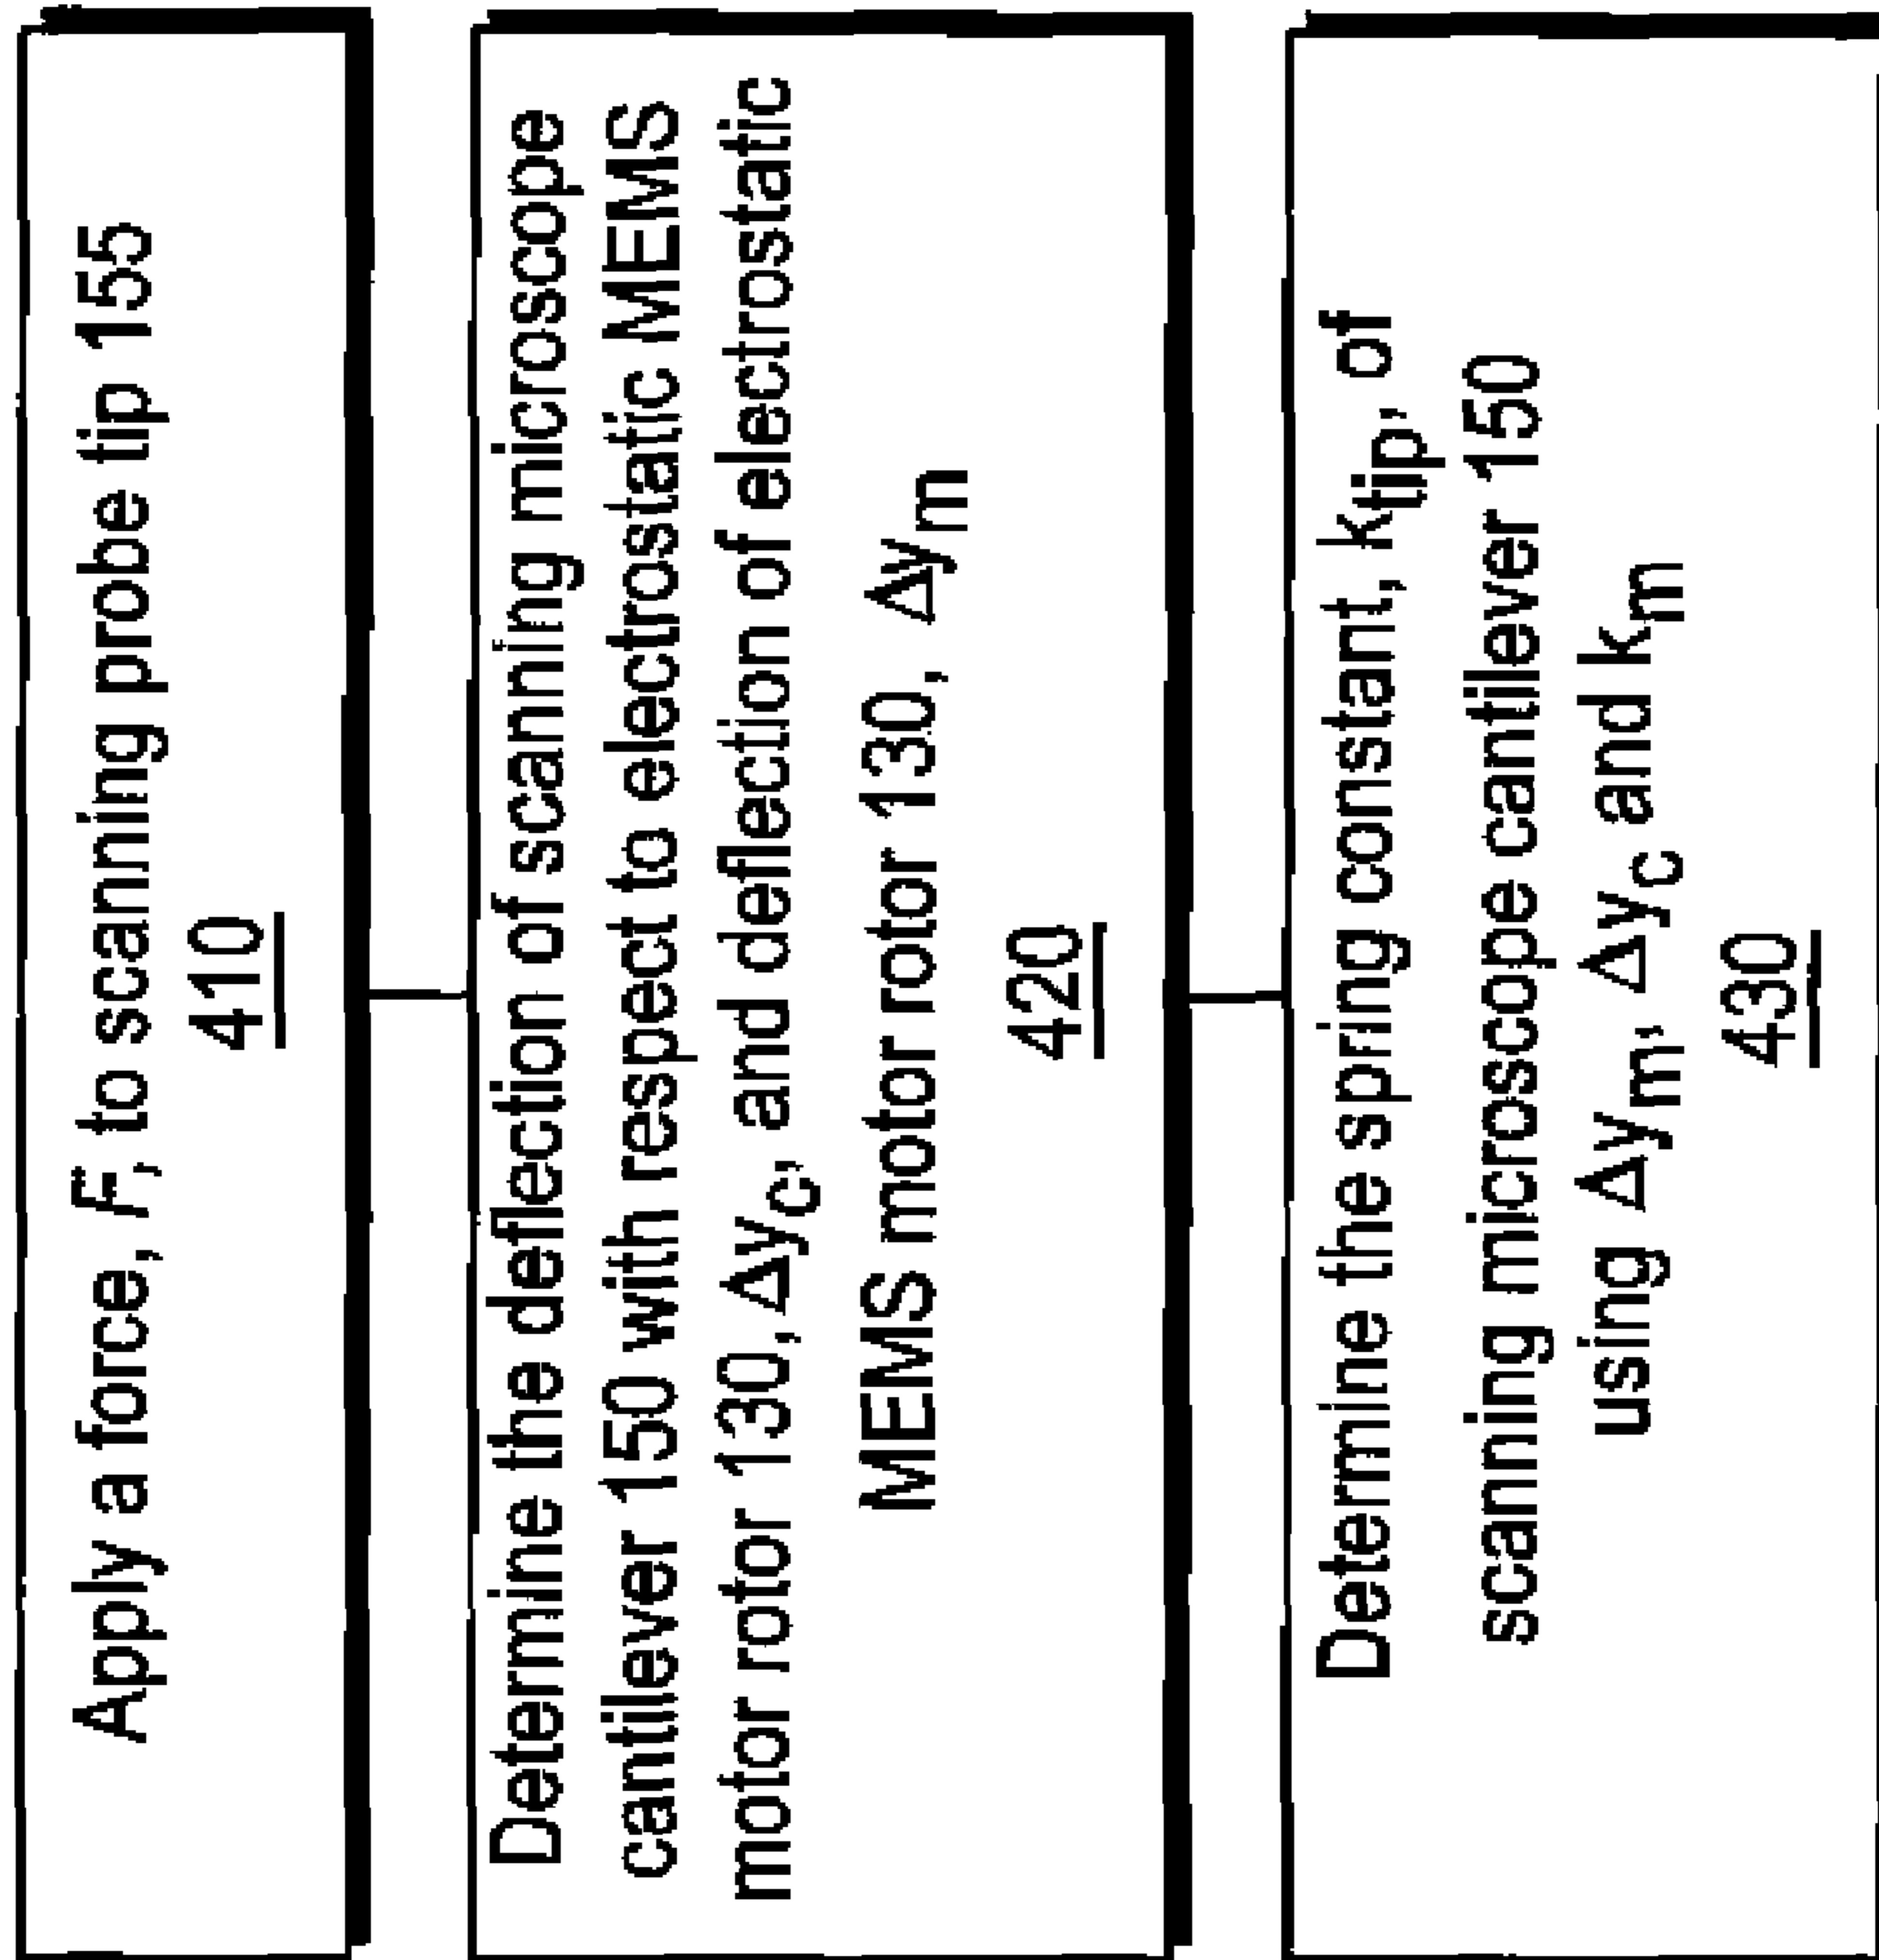 Apply a force, F, to scanning probe tip 155
410
Determine the deflection of scanning microscope
cantilever 150 with respect to electrostatic MEMS
motor rotor 130, Δyc, and deflection of electrostatic
MEMS motor rotor 130, Δym
420
Determine the spring constant, ktip, of
scanning microscope cantilever 150
using Δym, Δyc and km
430